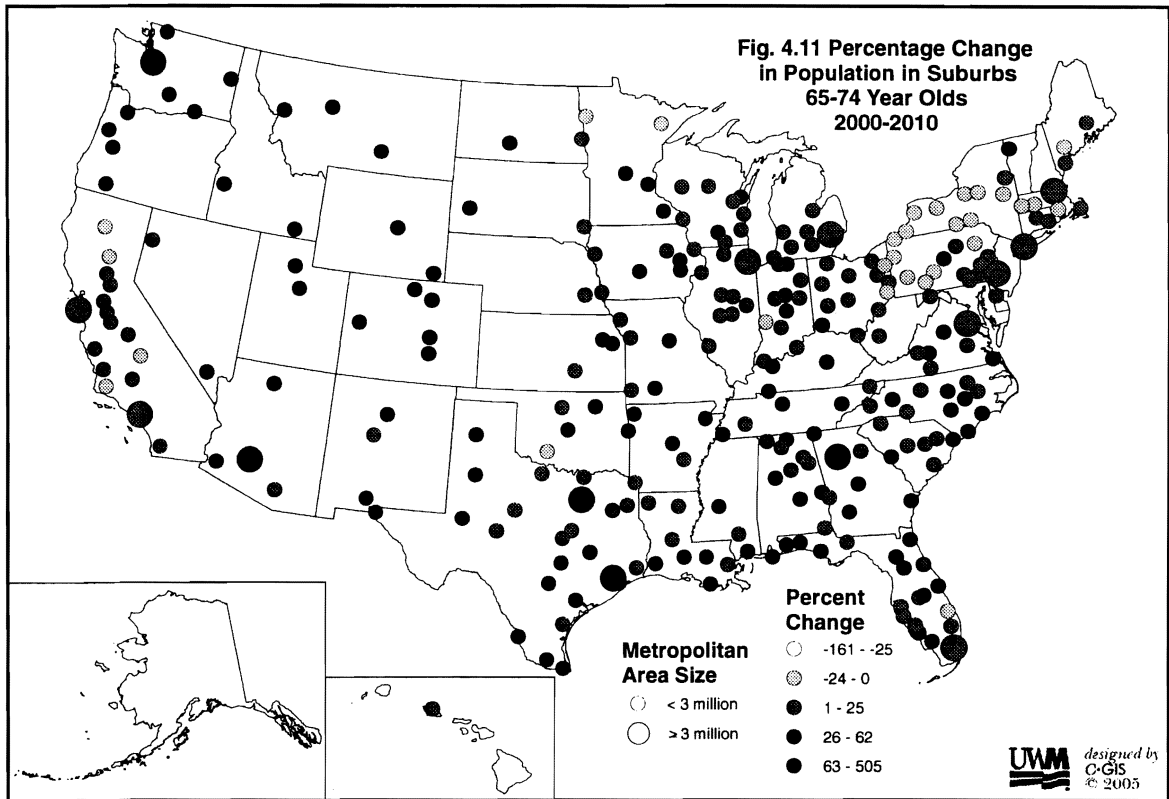 Fig. 4.11 Percentage Change
in Population in Suburbs
65-74 Year Olds
2000-2010
Metropolitan
Area Size
< 3 million
> 3 million
Percent
Change
-161 - -25
-24 - 0
1 - 25
26 - 62
63 - 505
UWM
designed by
C•GIS
© 2005